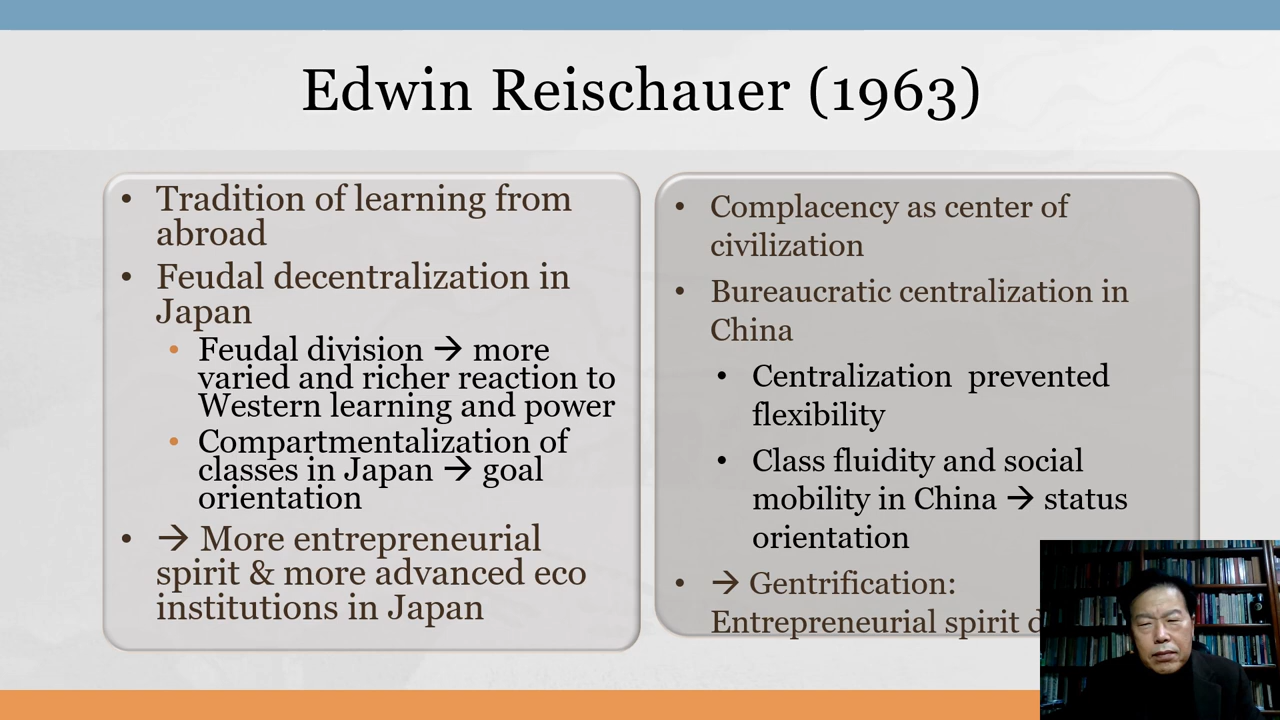 Edwin Reischauer (1963)
• Tradition of learning from
abroad
• Feudal decentralization in
Japan
• Feudal division → more
varied and richer reaction to
Western learning and power
• Compartmentalization of
classes in Japan → goal
orientation
• → More entrepreneurial
spirit & more advanced eco
institutions in Japan
• Complacency as center of
civilization
• Bureaucratic centralization in
China
• Centralization prevented
flexibility
• Class fluidity and social
mobility in China → status
orientation
• → Gentrification:
Entrepreneurial spirit